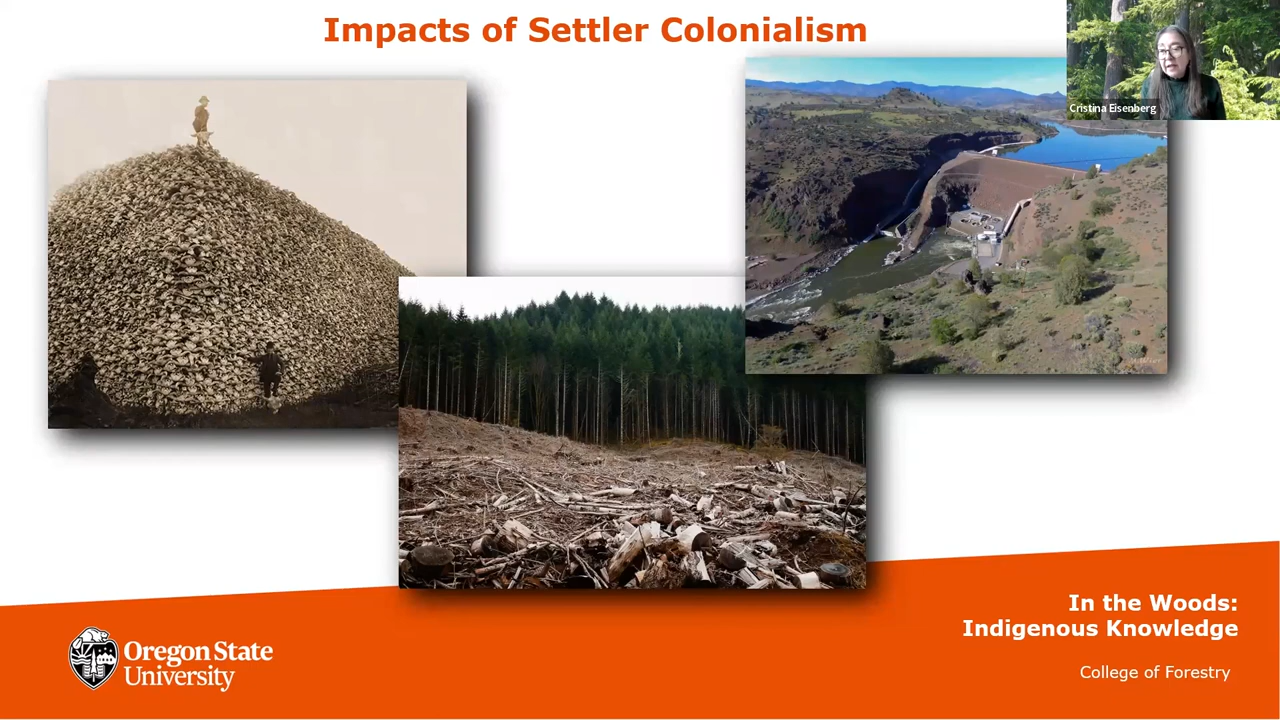 Impacts of Settler Colonialism
Cristina Eisenberg
In the Woods:
Indigenous Knowledge
College of Forestry
Oregon State
University